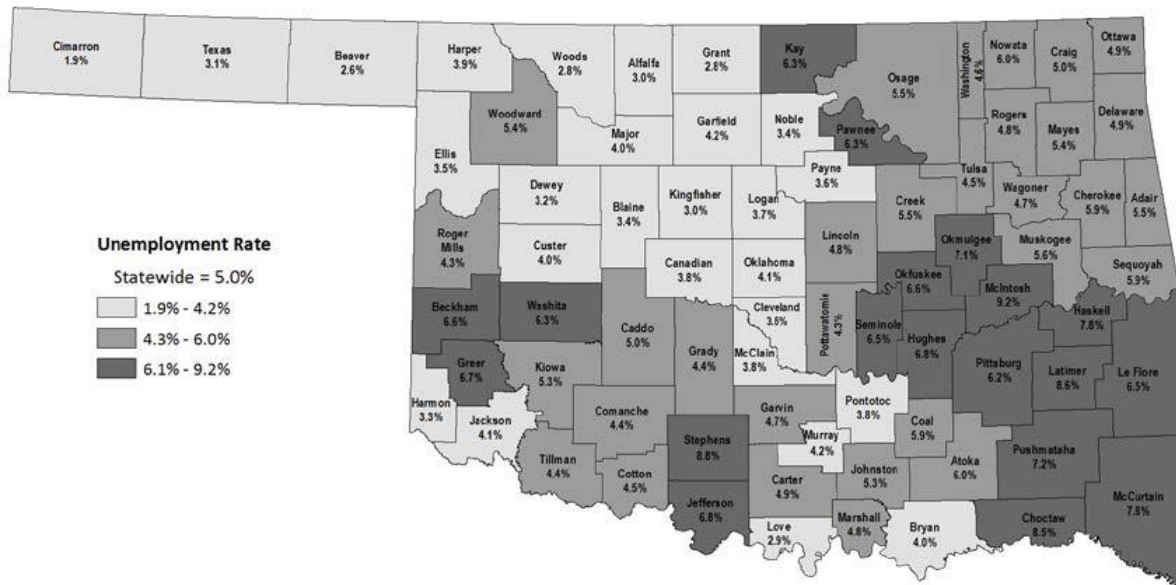 Cimarron
1.9%
Texas
3.1%
Beaver
2.6%
Harper
3.9%
Woods
2.8%
Alfalfa
3.0%
Grant
2.8%
Kay
6.3%
Osage
5.5%
Washington
4.6%
Nowata
6.0%
Craig
5.0%
Ottawa
4.9%
Woodward
5.4%
Major
4.0%
Garfield
4.2%
Noble
3.4%
Pawnee
6.3%
Rogers
4.8%
Mayes
5.4%
Delaware
4.9%
Ellis
3.5%
Dewey
3.2%
Blaine
3.4%
Kingfisher
3.0%
Logan
3.7%
Payne
3.6%
Creek
5.5%
Tulsa
4.5%
Wagoner
4.7%
Cherokee
5.9%
Adair
5.5%
Roger
Mills
4.3%
Custer
4.0%
Canadian
3.8%
Oklahoma
4.1%
Lincoln
4.8%
Okmulgee
7.1%
Muskogee
5.6%
Sequoyah
5.9%
Unemployment Rate
Statewide = 5.0%
1.9% - 4.2%
4.3% - 6.0%
6.1% - 9.2%
Beckham
6.6%
Washita
6.3%
Caddo
5.0%
Grady
4.4%
Cleveland
3.5%
McClain
3.8%
Pottawatomie
4.3%
Seminole
6.5%
Okfuskee
6.6%
Hughes
6.8%
McIntosh
9.2%
Haskell
7.8%
Pittsburg
6.2%
Latimer
8.6%
Le Flore
6.5%
Greer
6.7%
Kiowa
5.3%
Harmon
3.3%
Jackson
4.1%
Comanche
4.4%
Stephens
8.8%
Garvin
4.7%
Murray
4.2%
Pontotoc
3.8%
Coal
5.9%
Pushmataha
7.2%
Tillman
4.4%
Cotton
4.5%
Jefferson
6.8%
Carter
4.9%
Johnston
5.3%
Atoka
6.0%
McCurtain
7.8%
Love
2.9%
Marshall
4.8%
Bryan
4.0%
Choctaw
8.5%